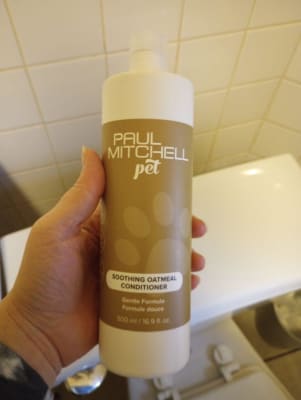 PAUL
MITCHELL
pet
SOOTHING OATMEAL
CONDITIONER
Gentle Formula
Formule douce
500 ml / 16.9 fl. oz.